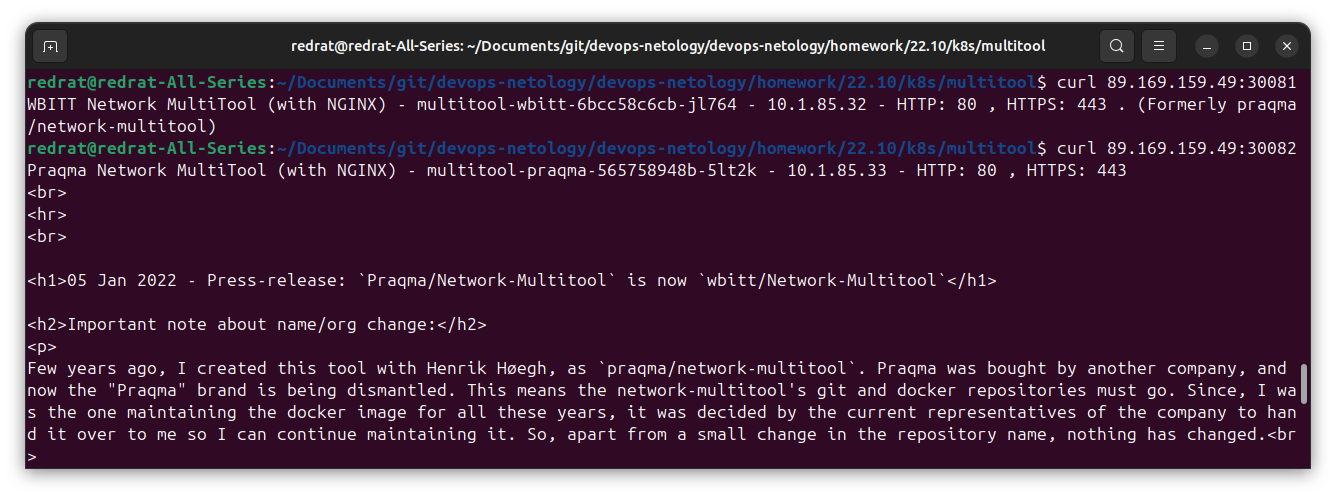 redrat@redrat-All-Series: ~/Documents/git/devops-netology/devops-netology/homework/22.10/k8s/multitool
redrat@redrat-All-Series:~/Documents/git/devops-netology/devops-netology/homework/22.10/k8s/multitool$ curl 89.169.159.49:30081
WBITT Network MultiTool (with NGINX) - multitool-wbitt-6bcc58c6cb-jl764 - 10.1.85.32 - HTTP: 80 , HTTPS: 443 . (Formerly praqma
/network-multitool)
redrat@redrat-All-Series:~/Documents/git/devops-netology/devops-netology/homework/22.10/k8s/multitool$ curl 89.169.159.49:30082
Praqma Network MultiTool (with NGINX) - multitool-praqma-565758948b-5lt2k - 10.1.85.33 - HTTP: 80 , HTTPS: 443
<br>
<hr>
<br>
<h1>05 Jan 2022 - Press-release: `Praqma/Network-Multitool` is now `wbitt/Network-Multitool`</h1>
<h2>Important note about name/org change:</h2>
<p>
Few years ago, I created this tool with Henrik Høegh, as `praqma/network-multitool`. Praqma was bought by another company, and
now the "Praqma" brand is being dismantled. This means the network-multitool's git and docker repositories must go. Since, I wa
s the one maintaining the docker image for all these years, it was decided by the current representatives of the company to han
d it over to me so I can continue maintaining it. So, apart from a small change in the repository name, nothing has changed.<br
>